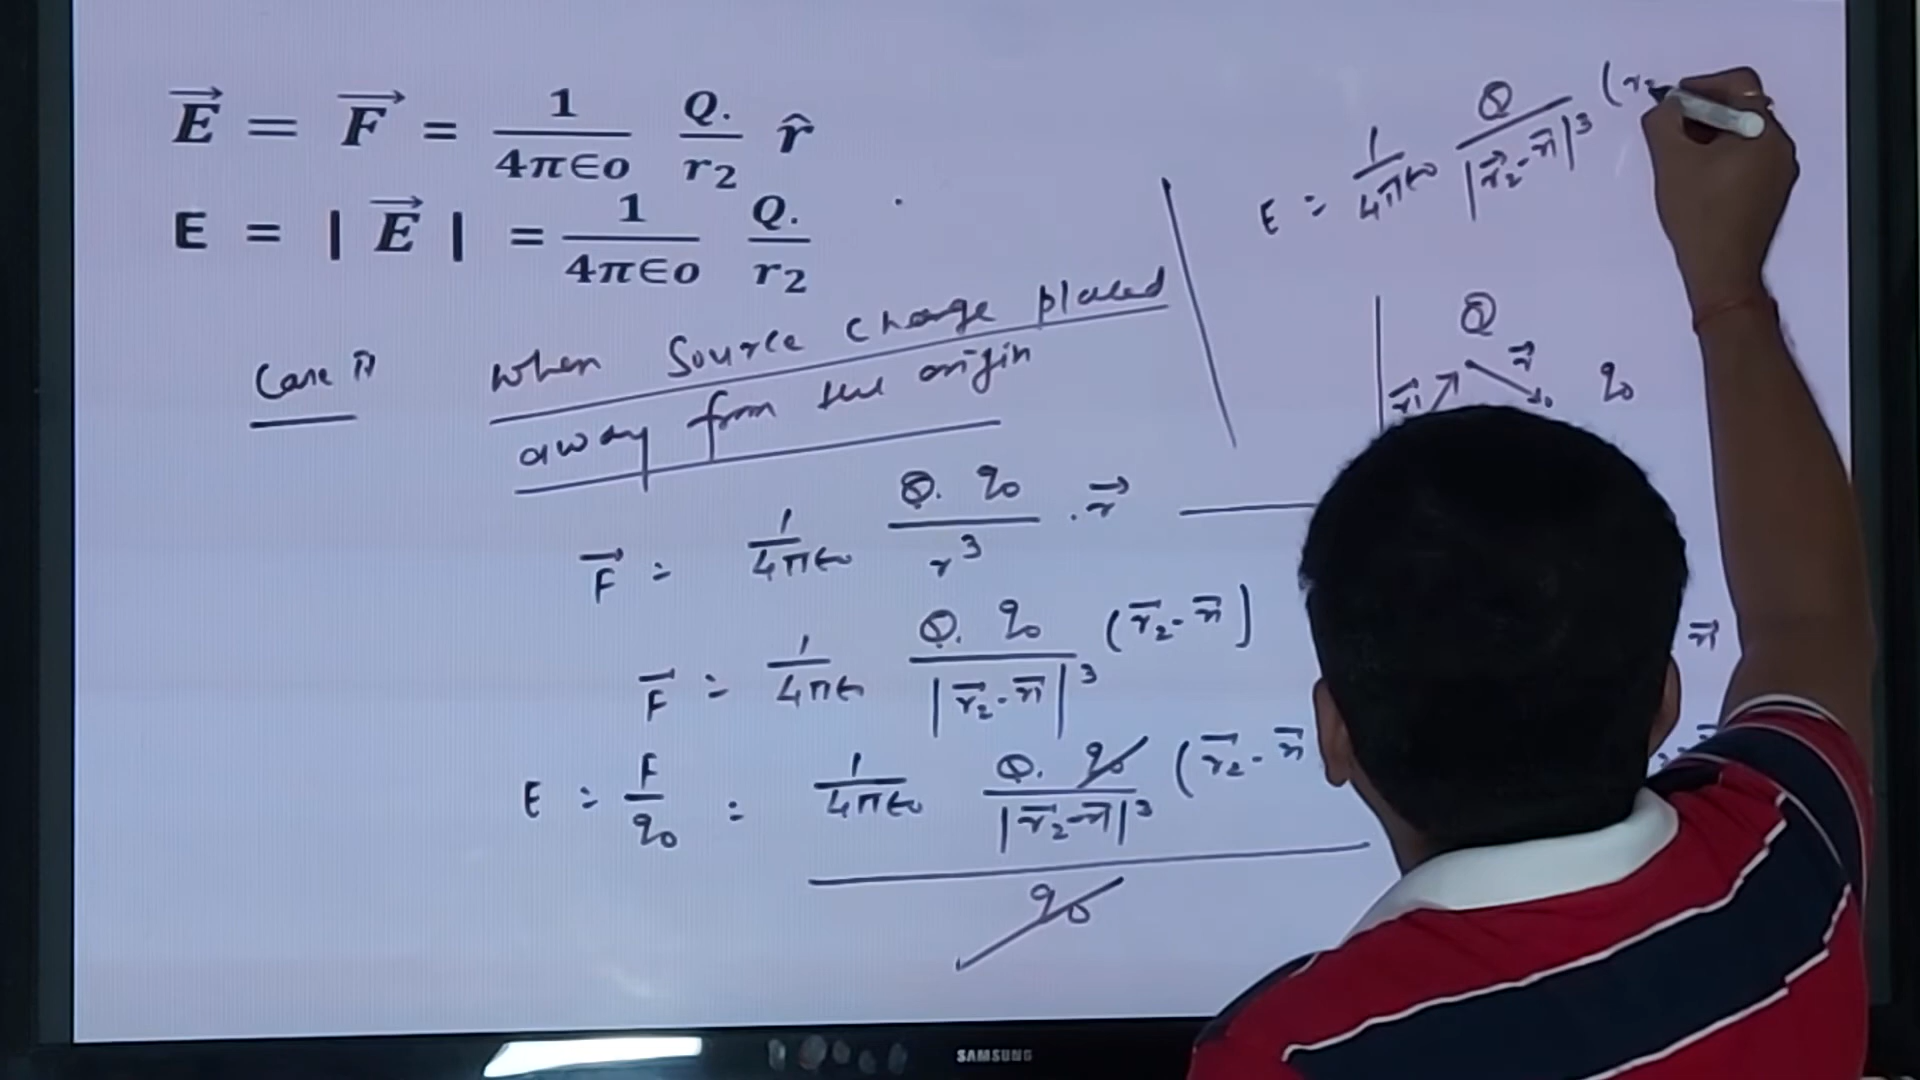 E⃗ = F⃗ = 1/4π∈o Q./r2 r̂
E = | E⃗ | = 1/4π∈o Q./r2
Case II When Source charge placed
away from the origin
F⃗ = 1/4π∈o Q. q0/r³ . r⃗
F⃗ = 1/4π∈o Q. q0/|r⃗2 - r⃗1|³ (r⃗2 - r⃗1)
E = F/q0 = 1/4π∈o Q. q0/|r⃗2 - r⃗1|³ (r⃗2 - r⃗1
q0
E = 1/4π∈o Q/|r⃗2 - r⃗1|³ (r2
Q
r⃗
r⃗1
q0
r⃗1
SAMSUNG